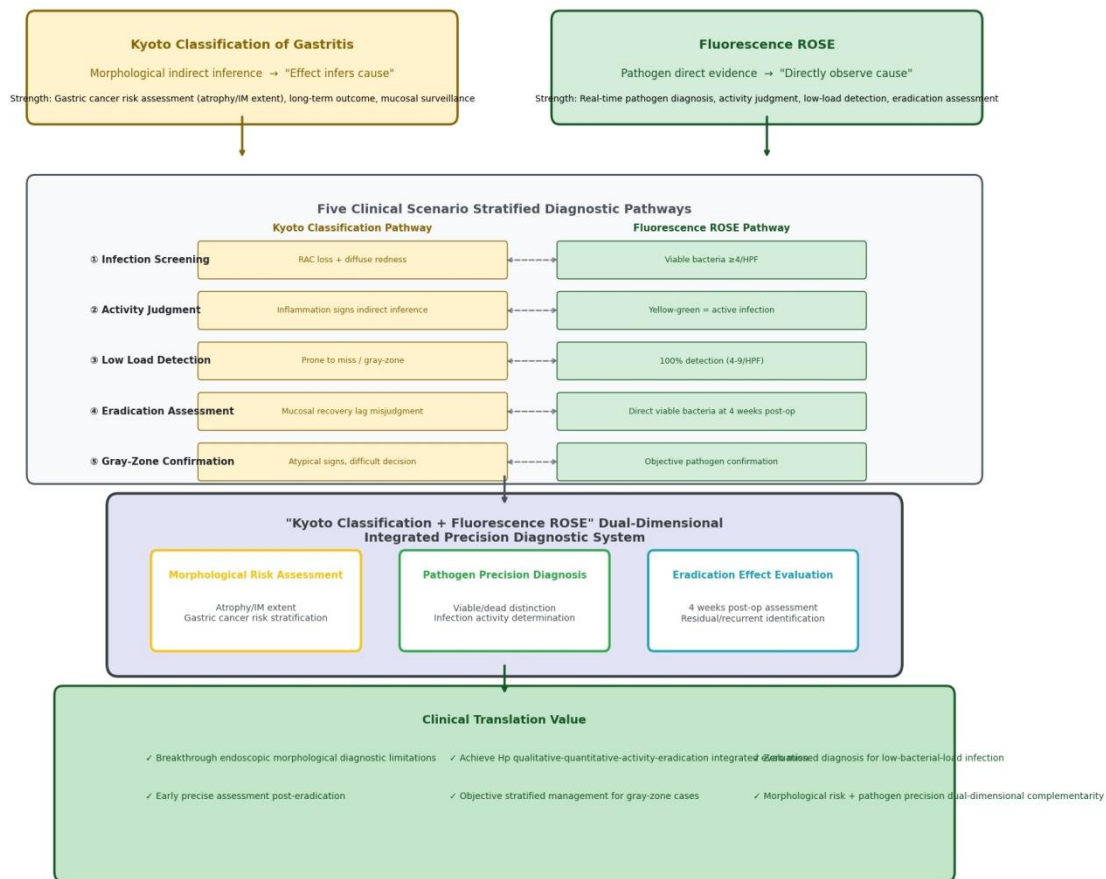 Kyoto Classification of Gastritis
Morphological indirect inference → "Effect infers cause"
Strength: Gastric cancer risk assessment (atrophy/IM extent), long-term outcome, mucosal surveillance
Fluorescence ROSE
Pathogen direct evidence → "Directly observe cause"
Strength: Real-time pathogen diagnosis, activity judgment, low-load detection, eradication assessment
Five Clinical Scenario Stratified Diagnostic Pathways
Kyoto Classification Pathway
Fluorescence ROSE Pathway
① Infection Screening
RAC loss + diffuse redness
Viable bacteria ≥4/HPF
② Activity Judgment
Inflammation signs indirect inference
Yellow-green = active infection
③ Low Load Detection
Prone to miss / gray-zone
100% detection (4-9/HPF)
④ Eradication Assessment
Mucosal recovery lag misjudgment
Direct viable bacteria at 4 weeks post-op
⑤ Gray-Zone Confirmation
Atypical signs, difficult decision
Objective pathogen confirmation
"Kyoto Classification + Fluorescence ROSE" Dual-Dimensional
Integrated Precision Diagnostic System
Morphological Risk Assessment
Atrophy/IM extent
Gastric cancer risk stratification
Pathogen Precision Diagnosis
Viable/dead distinction
Infection activity determination
Eradication Effect Evaluation
4 weeks post-op assessment
Residual/recurrent identification
Clinical Translation Value
✓ Breakthrough endoscopic morphological diagnostic limitations
✓ Achieve Hp qualitative-quantitative-activity-eradication integrated evaluation
✓ diagnosis for low-bacterial-load infection
✓ Early precise assessment post-eradication
✓ Objective stratified management for gray-zone cases
✓ Morphological risk + pathogen precision dual-dimensional complementarity